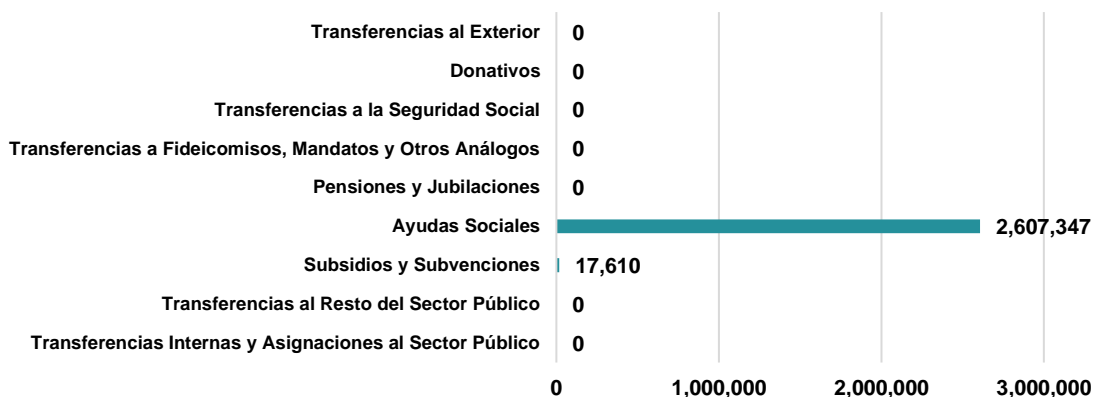 Transferencias al Exterior 0
Donativos 0
Transferencias a la Seguridad Social 0
Transferencias a Fideicomisos, Mandatos y Otros Análogos 0
Pensiones y Jubilaciones 0
Ayudas Sociales 2,607,347
Subsidios y Subvenciones 17,610
Transferencias al Resto del Sector Público 0
Transferencias Internas y Asignaciones al Sector Público 0
0 1,000,000 2,000,000 3,000,000